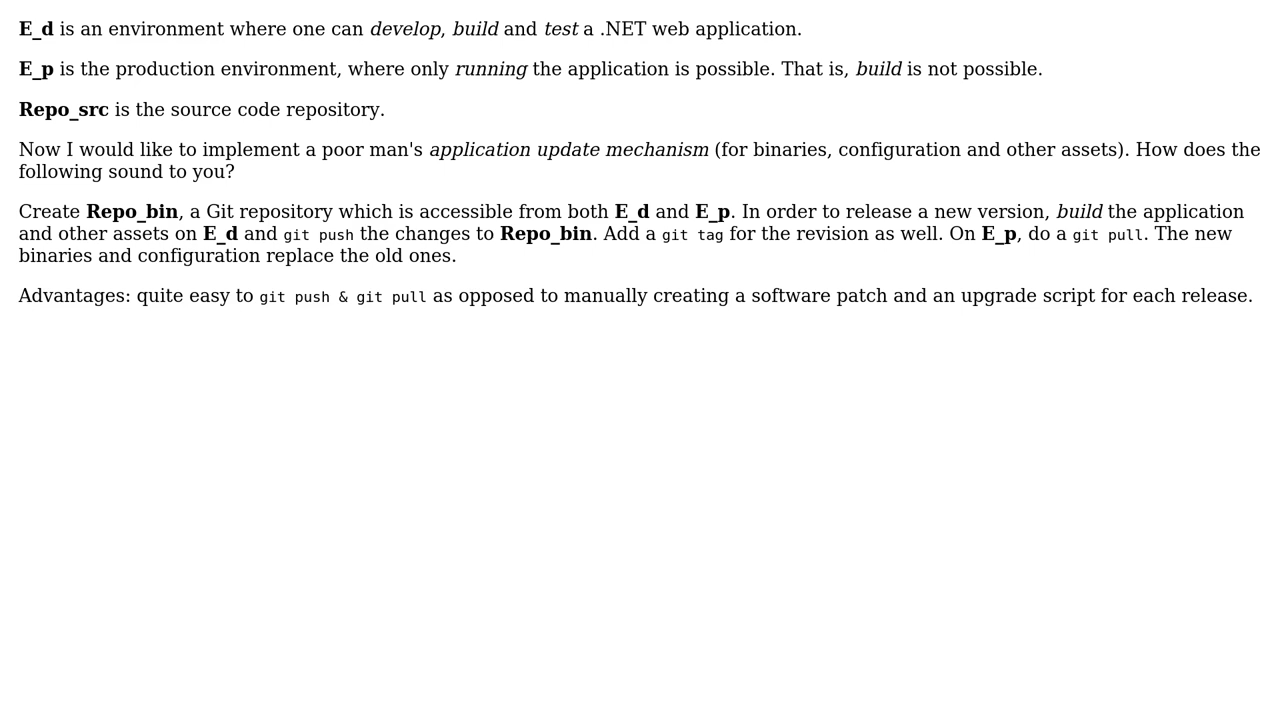 E_d is an environment where one can develop, build and test a .NET web application.
E_p is the production environment, where only running the application is possible. That is, build is not possible.
Repo_src is the source code repository.
Now I would like to implement a poor man's application update mechanism (for binaries, configuration and other assets). How does the
following sound to you?
Create Repo_bin, a Git repository which is accessible from both E_d and E_p. In order to release a new version, build the application
and other assets on E_d and git push the changes to Repo_bin. Add a git tag for the revision as well. On E_p, do a git pull. The new
binaries and configuration replace the old ones.
Advantages: quite easy to git push & git pull as opposed to manually creating a software patch and an upgrade script for each release.